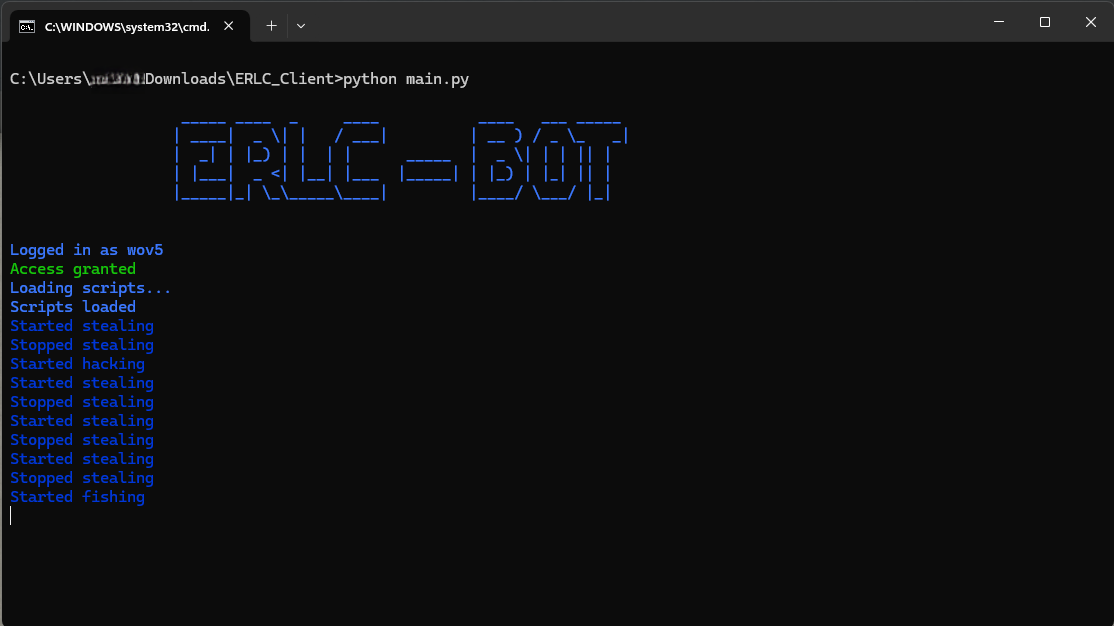 C:\WINDOWS\system32\cmd.
C:\Users\ Downloads\ERLC_Client>python main.py
ERLC - BOT
Logged in as wov5
Access granted
Loading scripts...
Scripts loaded
Started stealing
Stopped stealing
Started hacking
Started stealing
Stopped stealing
Started stealing
Stopped stealing
Started stealing
Stopped stealing
Started fishing